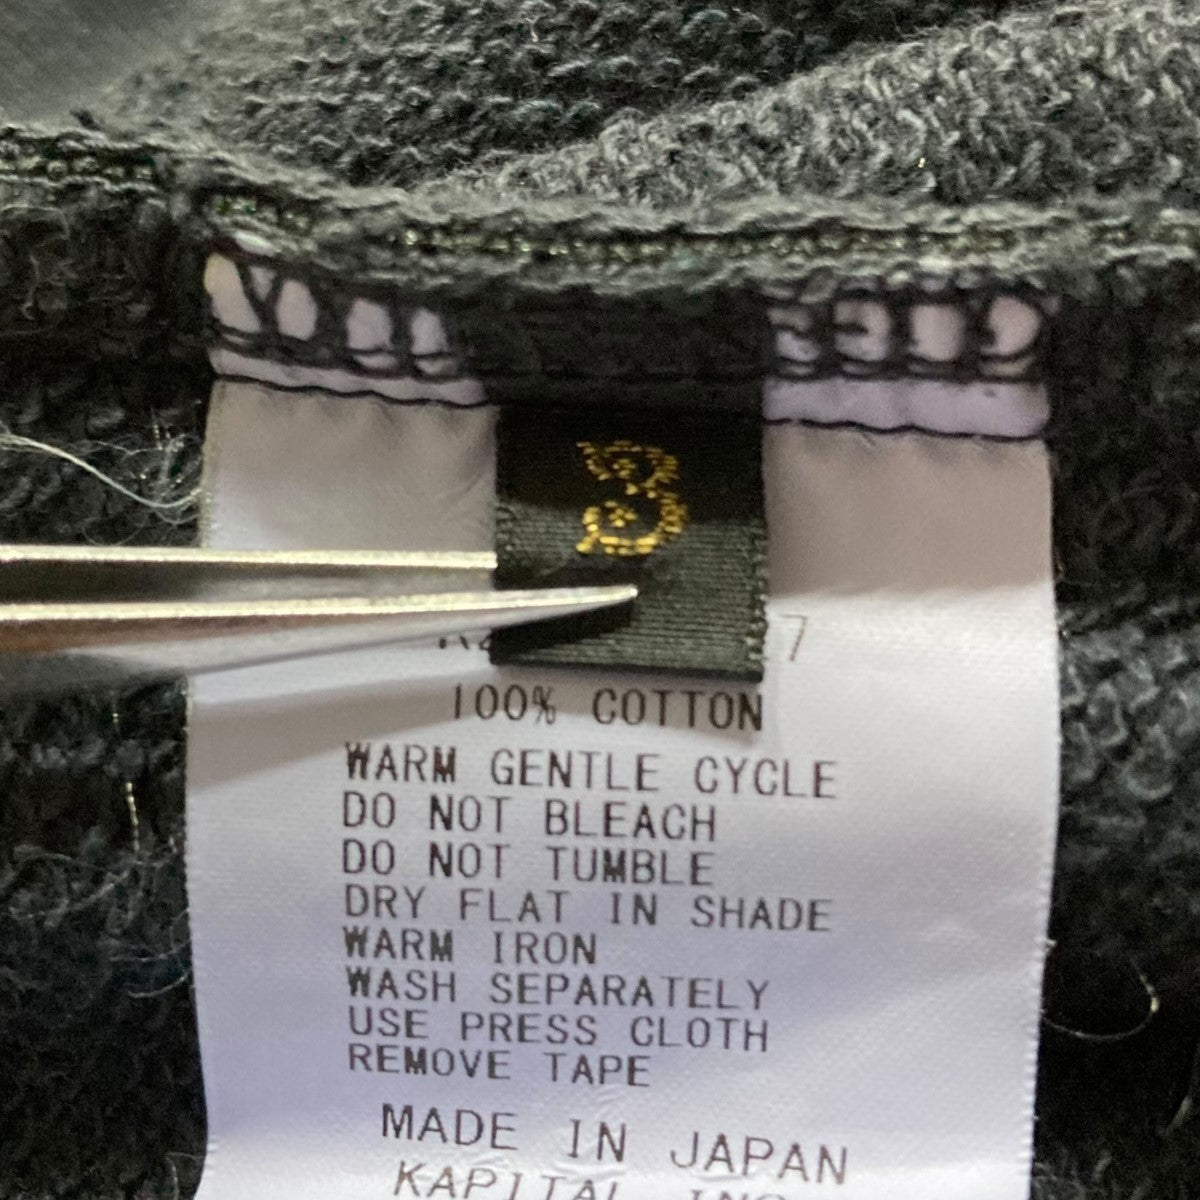 7
100% COTTON
WARM GENTLE CYCLE
DO NOT BLEACH
DO NOT TUMBLE
DRY FLAT IN SHADE
WARM IRON
WASH SEPARATELY
USE PRESS CLOTH
REMOVE TAPE
MADE IN JAPAN
KAPITAL INC